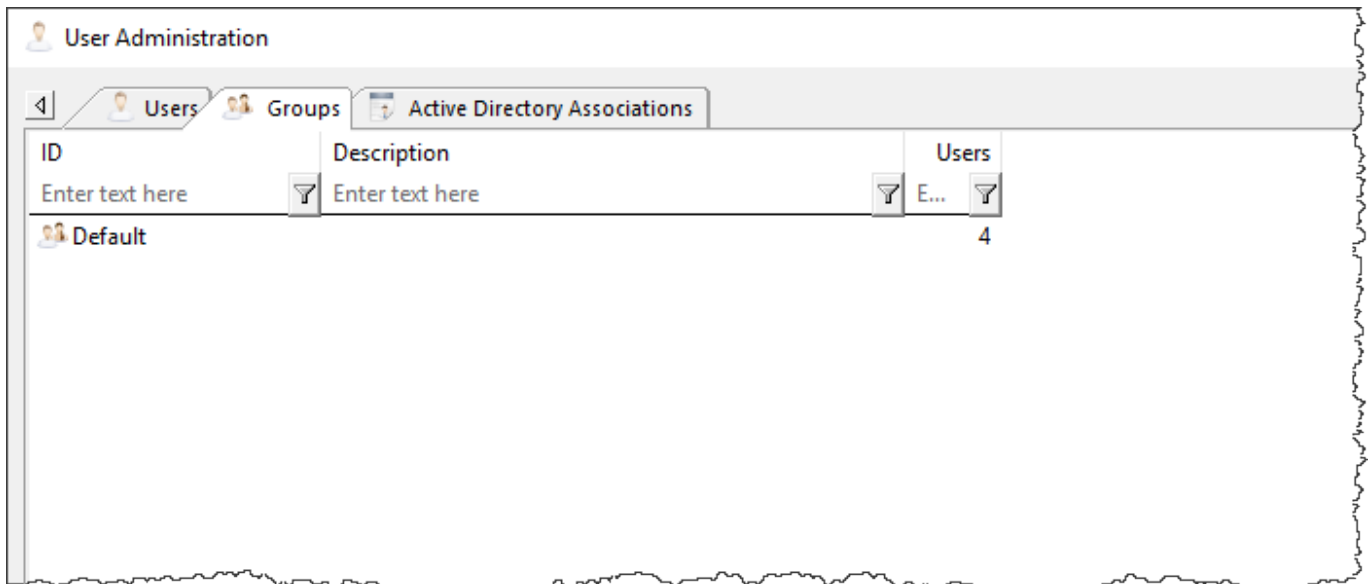 User Administration
Users Groups Active Directory Associations
ID Description Users
Enter text here Enter text here E...
Default 4